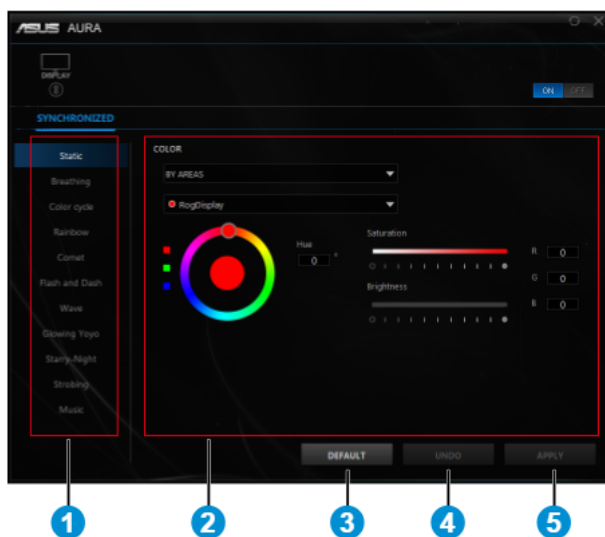 ASUS AURA
DISPLAY
ON OFF
SYNCHRONIZED
Static
Breathing
Color cycle
Rainbow
Comet
Flash and Dash
Wave
Glowing Yoyo
Starry-Night
Strobing
Music
COLOR
BY AREAS
RogDisplay
Hue
0 °
Saturation
Brightness
R 0
G 0
B 0
DEFAULT UNDO APPLY
1 2 3 4 5